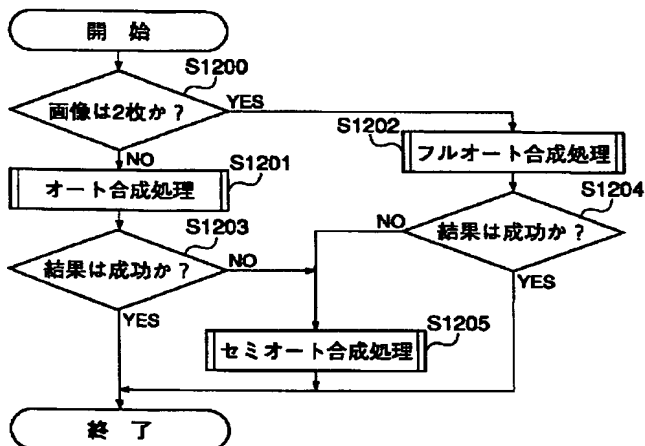 開 始
S1200
画像は2枚か？
YES
S1202
フルオート合成処理
NO
S1201
オート合成処理
S1204
S1203
NO
結果は成功か？
結果は成功か？
NO
YES
YES
S1205
セミオート合成処理
終 了